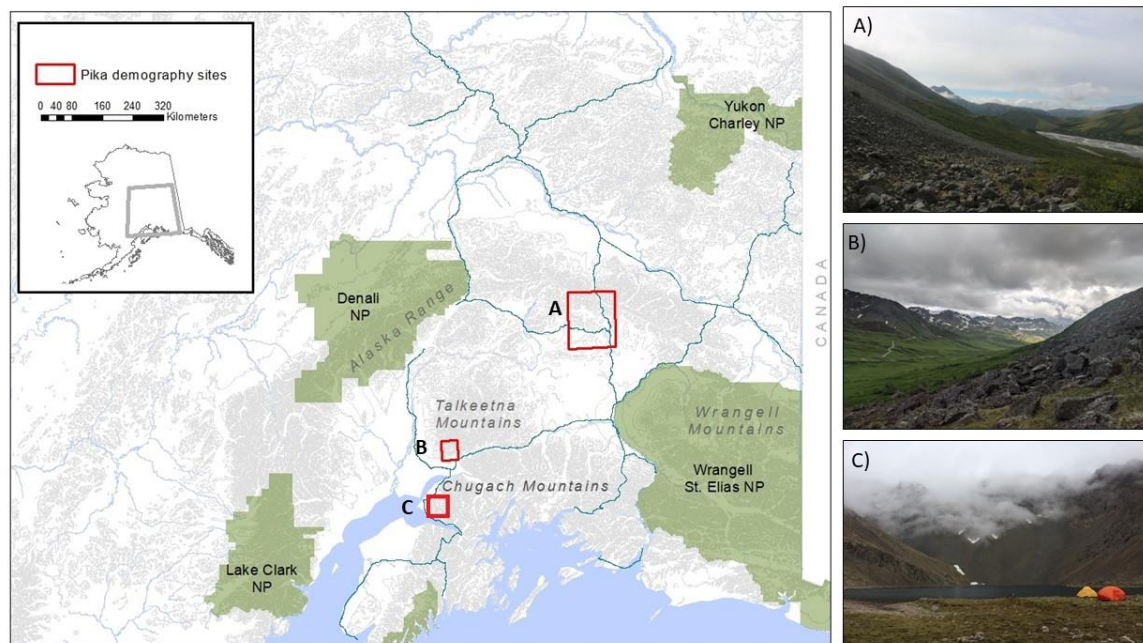 Pika demography sites
0 40 80 160 240 320
Kilometers
Yukon
Charley NP
CANADA
Denali
NP
Alaska Range
A
Talkeetna
Mountains
B
Wrangell
Mountains
Chugach Mountains
Wrangell
St. Elias NP
C
Lake Clark
NP
A)
B)
C)